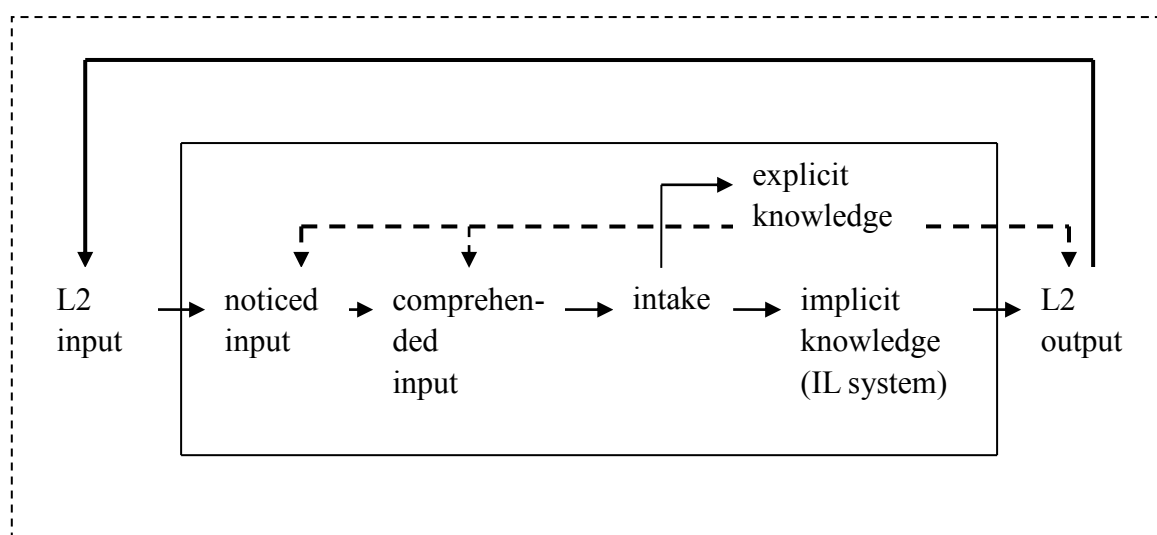 explicit
knowledge
L2
input
noticed
input
comprehen-
ded
input
intake
implicit
knowledge
(IL system)
L2
output